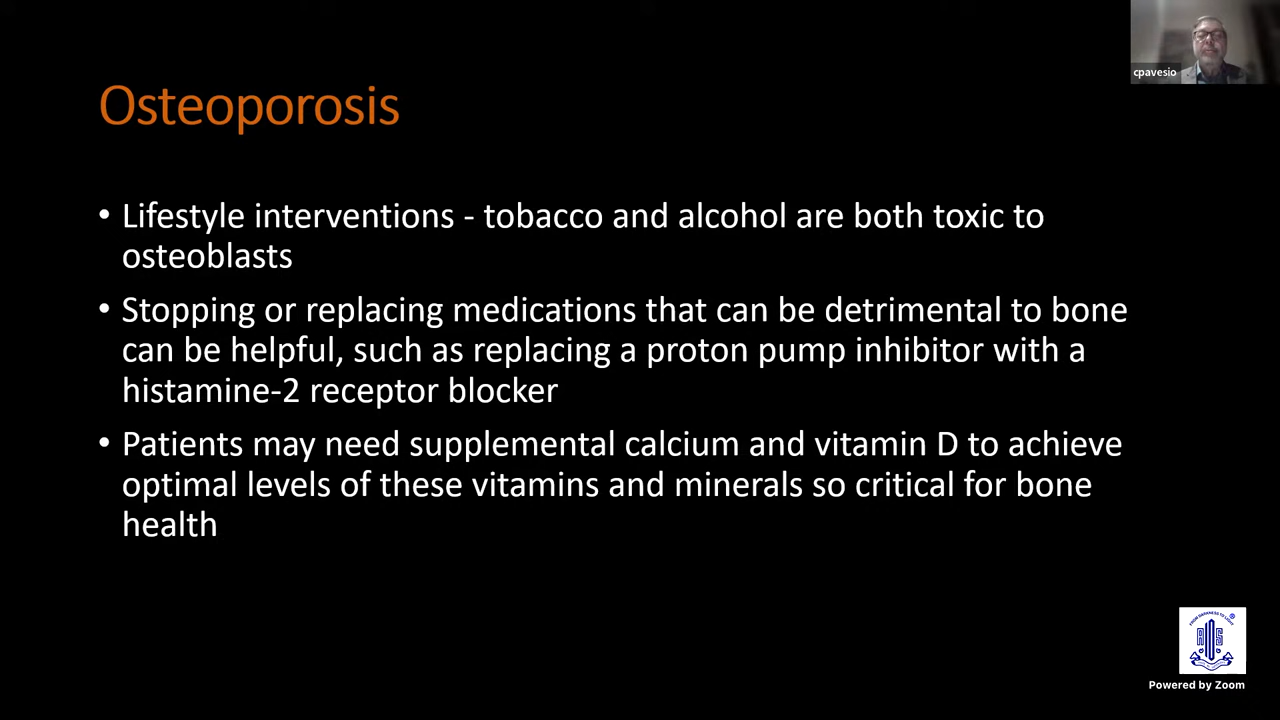 cpavesio
Osteoporosis
• Lifestyle interventions - tobacco and alcohol are both toxic to
osteoblasts
• Stopping or replacing medications that can be detrimental to bone
can be helpful, such as replacing a proton pump inhibitor with a
histamine-2 receptor blocker
• Patients may need supplemental calcium and vitamin D to achieve
optimal levels of these vitamins and minerals so critical for bone
health
Powered by Zoom